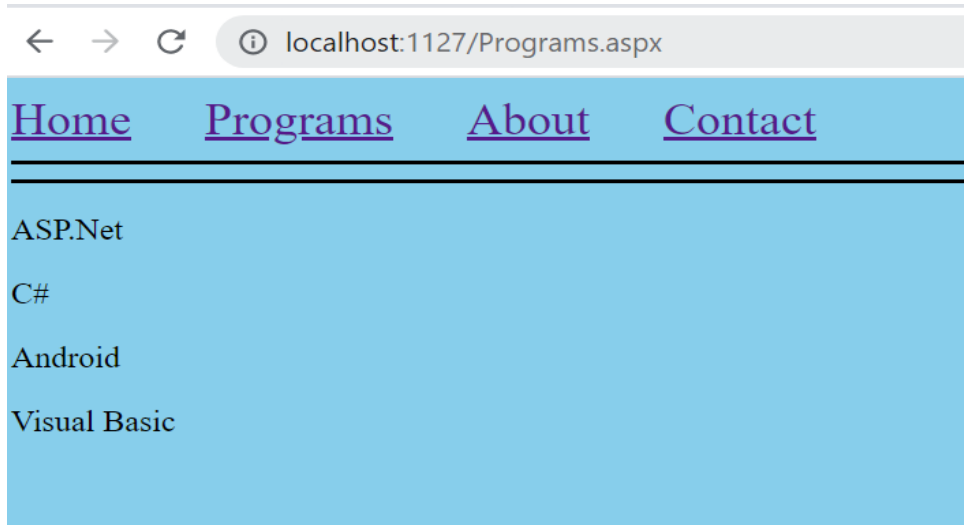 localhost:1127/Programs.aspx
Home Programs About Contact
ASP.Net
C#
Android
Visual Basic